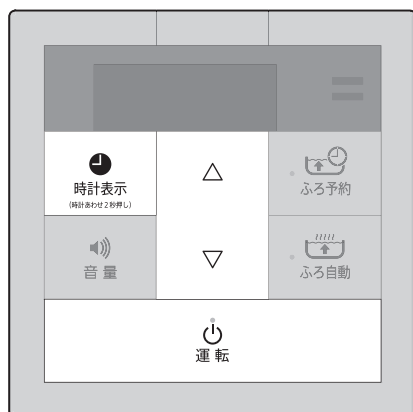 時計表示
(時計あわせ2秒押し)
ふろ予約
音量
ふろ自動
運転